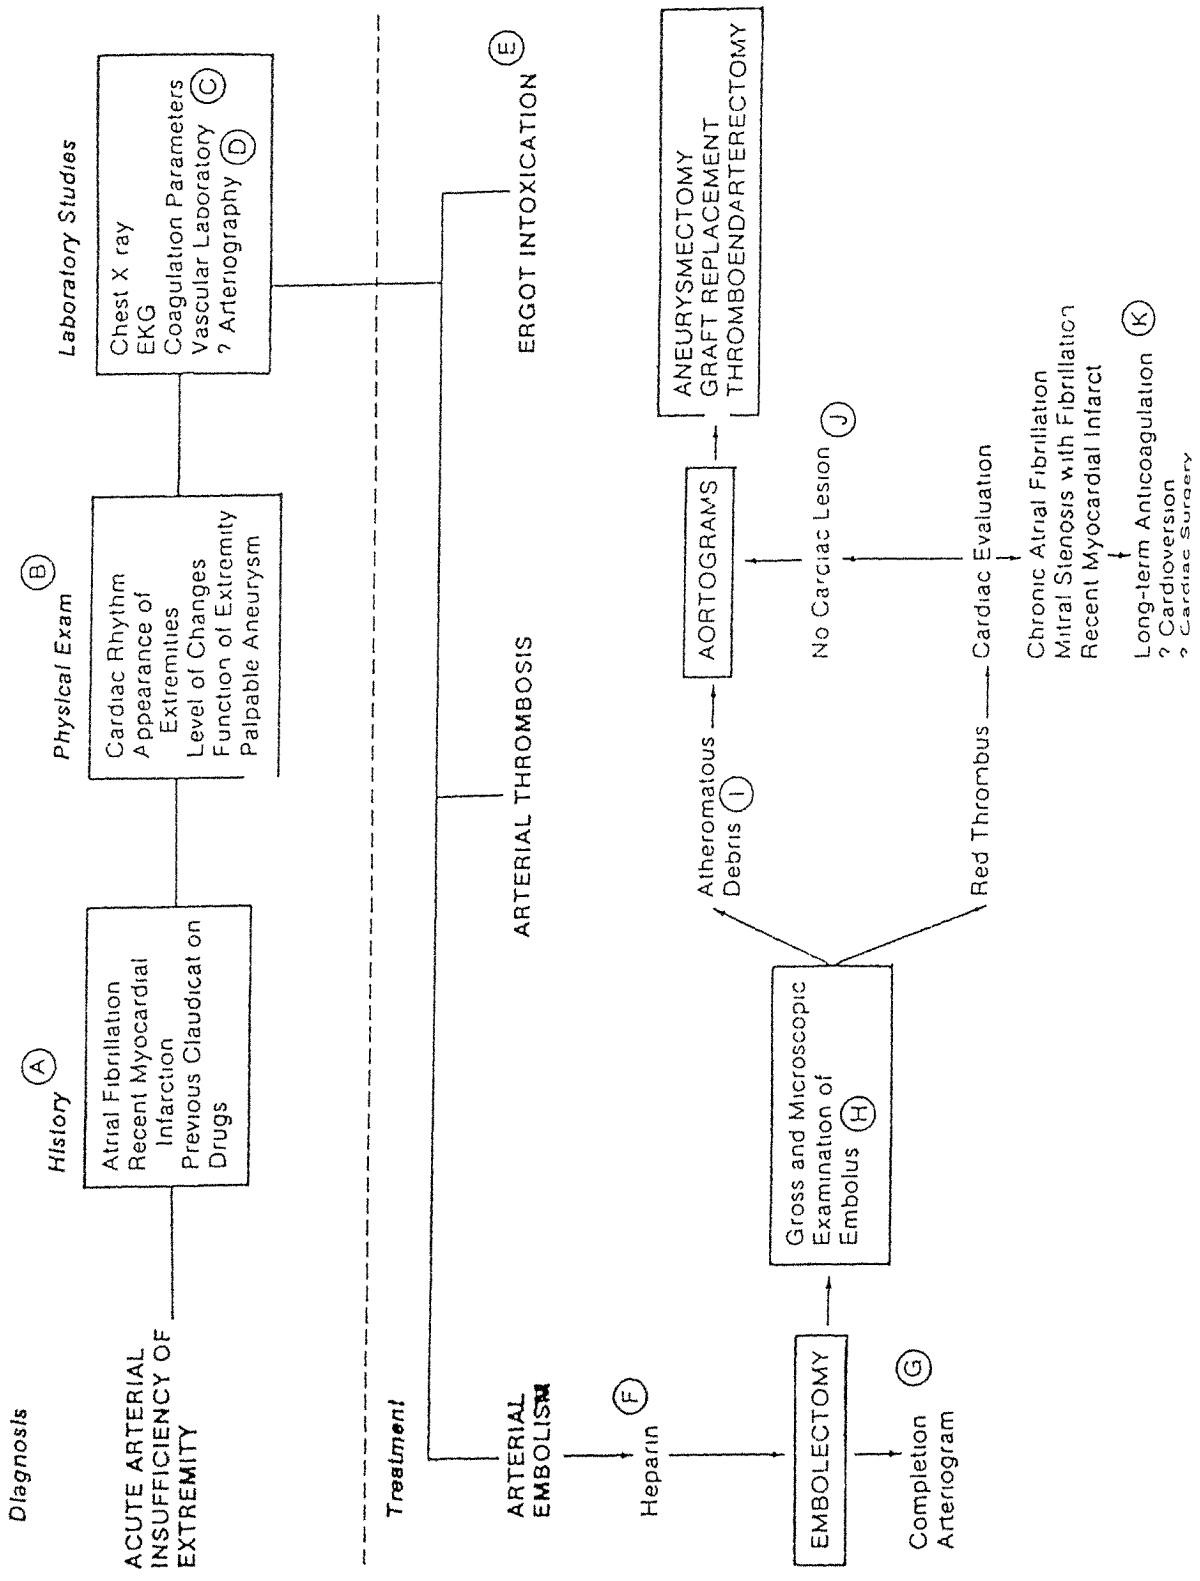 Diagnosis
ACUTE ARTERIAL
INSUFFICIENCY OF
EXTREMITY
History (A)
Atrial Fibrillation
Recent Myocardial
Infarction
Previous Claudicat on
Drugs
Physical Exam (B)
Cardiac Rhythm
Appearance of
Extremities
Level of Changes
Function of Extremity
Palpable Aneurysm
Laboratory Studies
Chest X ray
EKG
Coagulation Parameters
Vascular Laboratory (C)
? Arteriography (D)
Treatment
ARTERIAL
EMBOLISM
ARTERIAL THROMBOSIS
ERGOT INTOXICATION (E)
Heparin (F)
EMBOLECTOMY
Completion (G)
Arteriogram
Gross and Microscopic
Examination of
Embolus (H)
Atheromatous
Debris (I)
Red Thrombus
AORTOGRAMS
ANEURYSMECTOMY
GRAFT REPLACEMENT
THROMBOENDARTERECTOMY
No Cardiac Lesion (J)
Cardiac Evaluation
Chronic Atrial Fibrillation
Mitral Stenosis with Fibrillation
Recent Myocardial Infarct
Long-term Anticoagulation (K)
? Cardioversion
? Cardiac Surgery